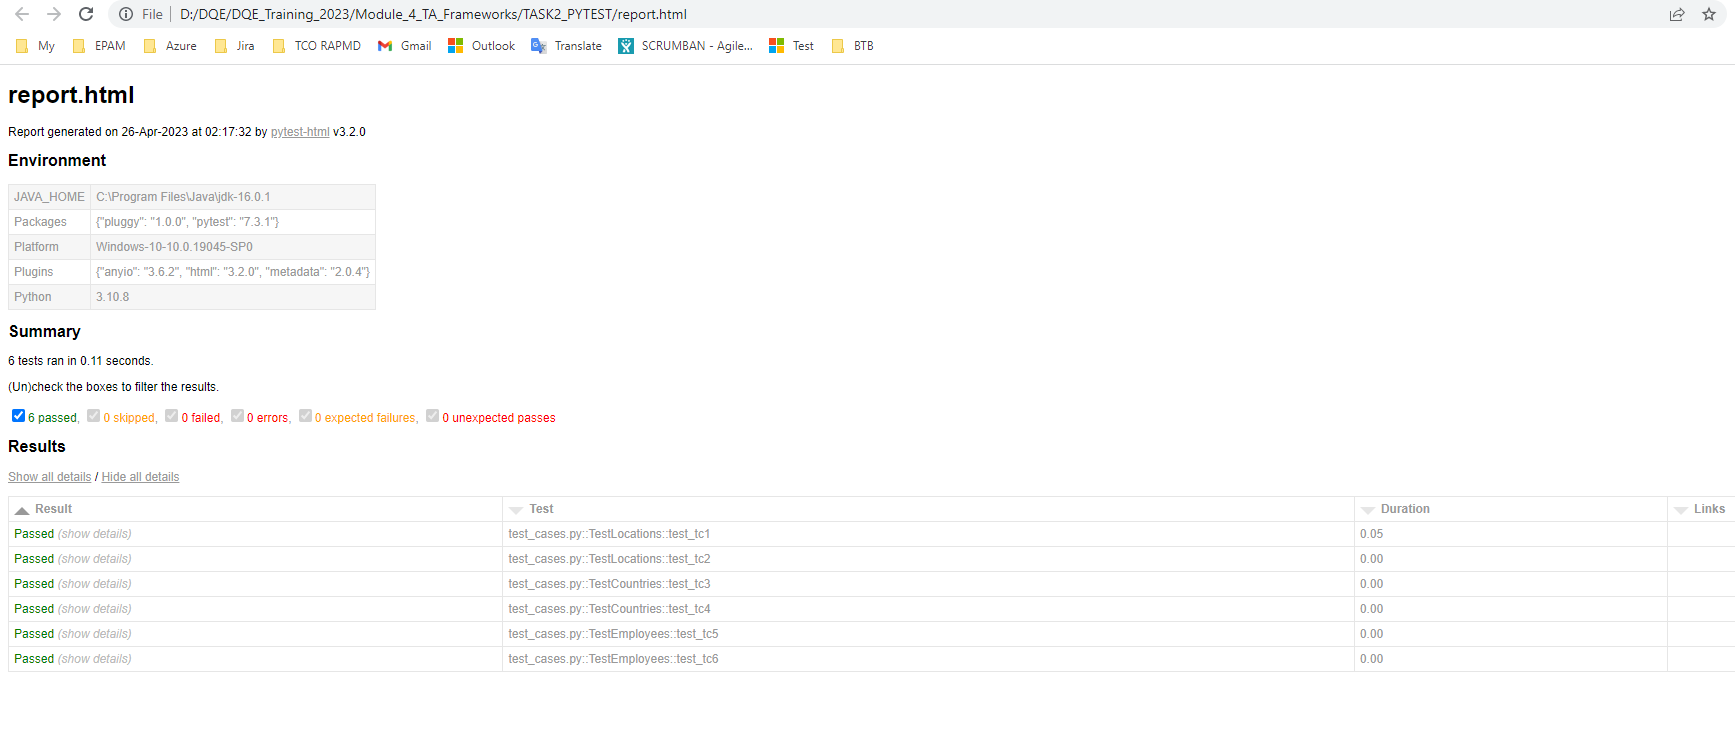 File | D:/DQE/DQE_Training_2023/Module_4_TA_Frameworks/TASK2_PYTEST/report.html
My EPAM Azure Jira TCO RAPMD Gmail Outlook Translate SCRUMBAN - Agile... Test BTB
report.html
Report generated on 26-Apr-2023 at 02:17:32 by pytest-html v3.2.0
Environment
JAVA_HOME C:\Program Files\Java\jdk-16.0.1
Packages {"pluggy": "1.0.0", "pytest": "7.3.1"}
Platform Windows-10-10.0.19045-SP0
Plugins {"anyio": "3.6.2", "html": "3.2.0", "metadata": "2.0.4"}
Python 3.10.8
Summary
6 tests ran in 0.11 seconds.
(Un)check the boxes to filter the results.
6 passed, 0 skipped, 0 failed, 0 errors, 0 expected failures, 0 unexpected passes
Results
Show all details / Hide all details
Result Test Duration Links
Passed (show details) test_cases.py::TestLocations::test_tc1 0.05
Passed (show details) test_cases.py::TestLocations::test_tc2 0.00
Passed (show details) test_cases.py::TestCountries::test_tc3 0.00
Passed (show details) test_cases.py::TestCountries::test_tc4 0.00
Passed (show details) test_cases.py::TestEmployees::test_tc5 0.00
Passed (show details) test_cases.py::TestEmployees::test_tc6 0.00